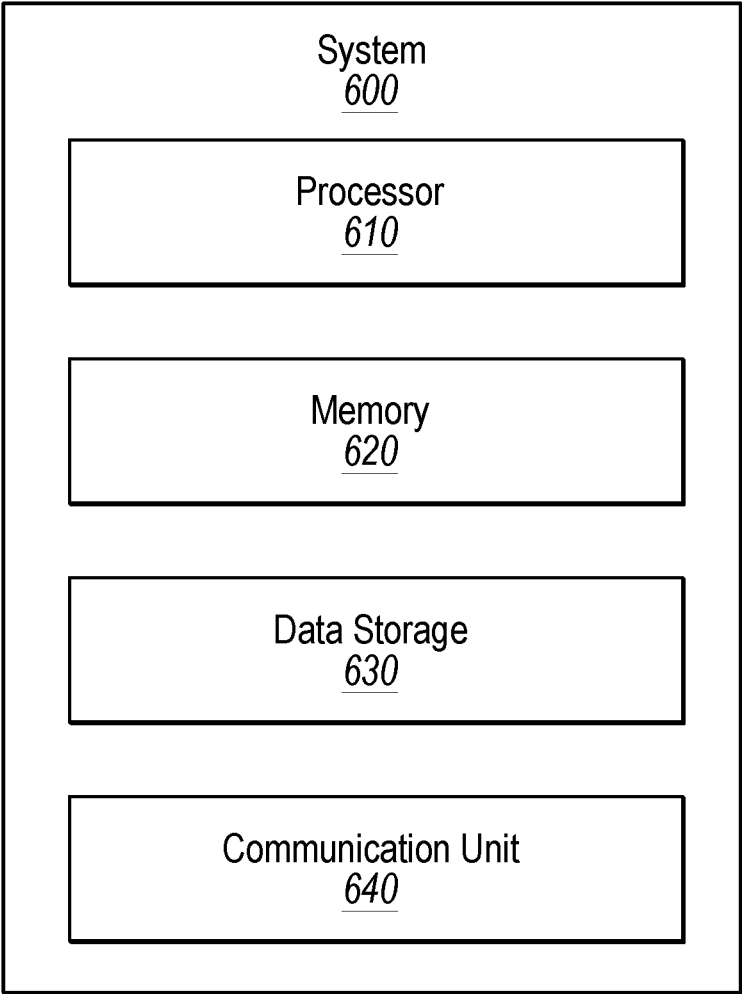 System
600
Processor
610
Memory
620
Data Storage
630
Communication Unit
640